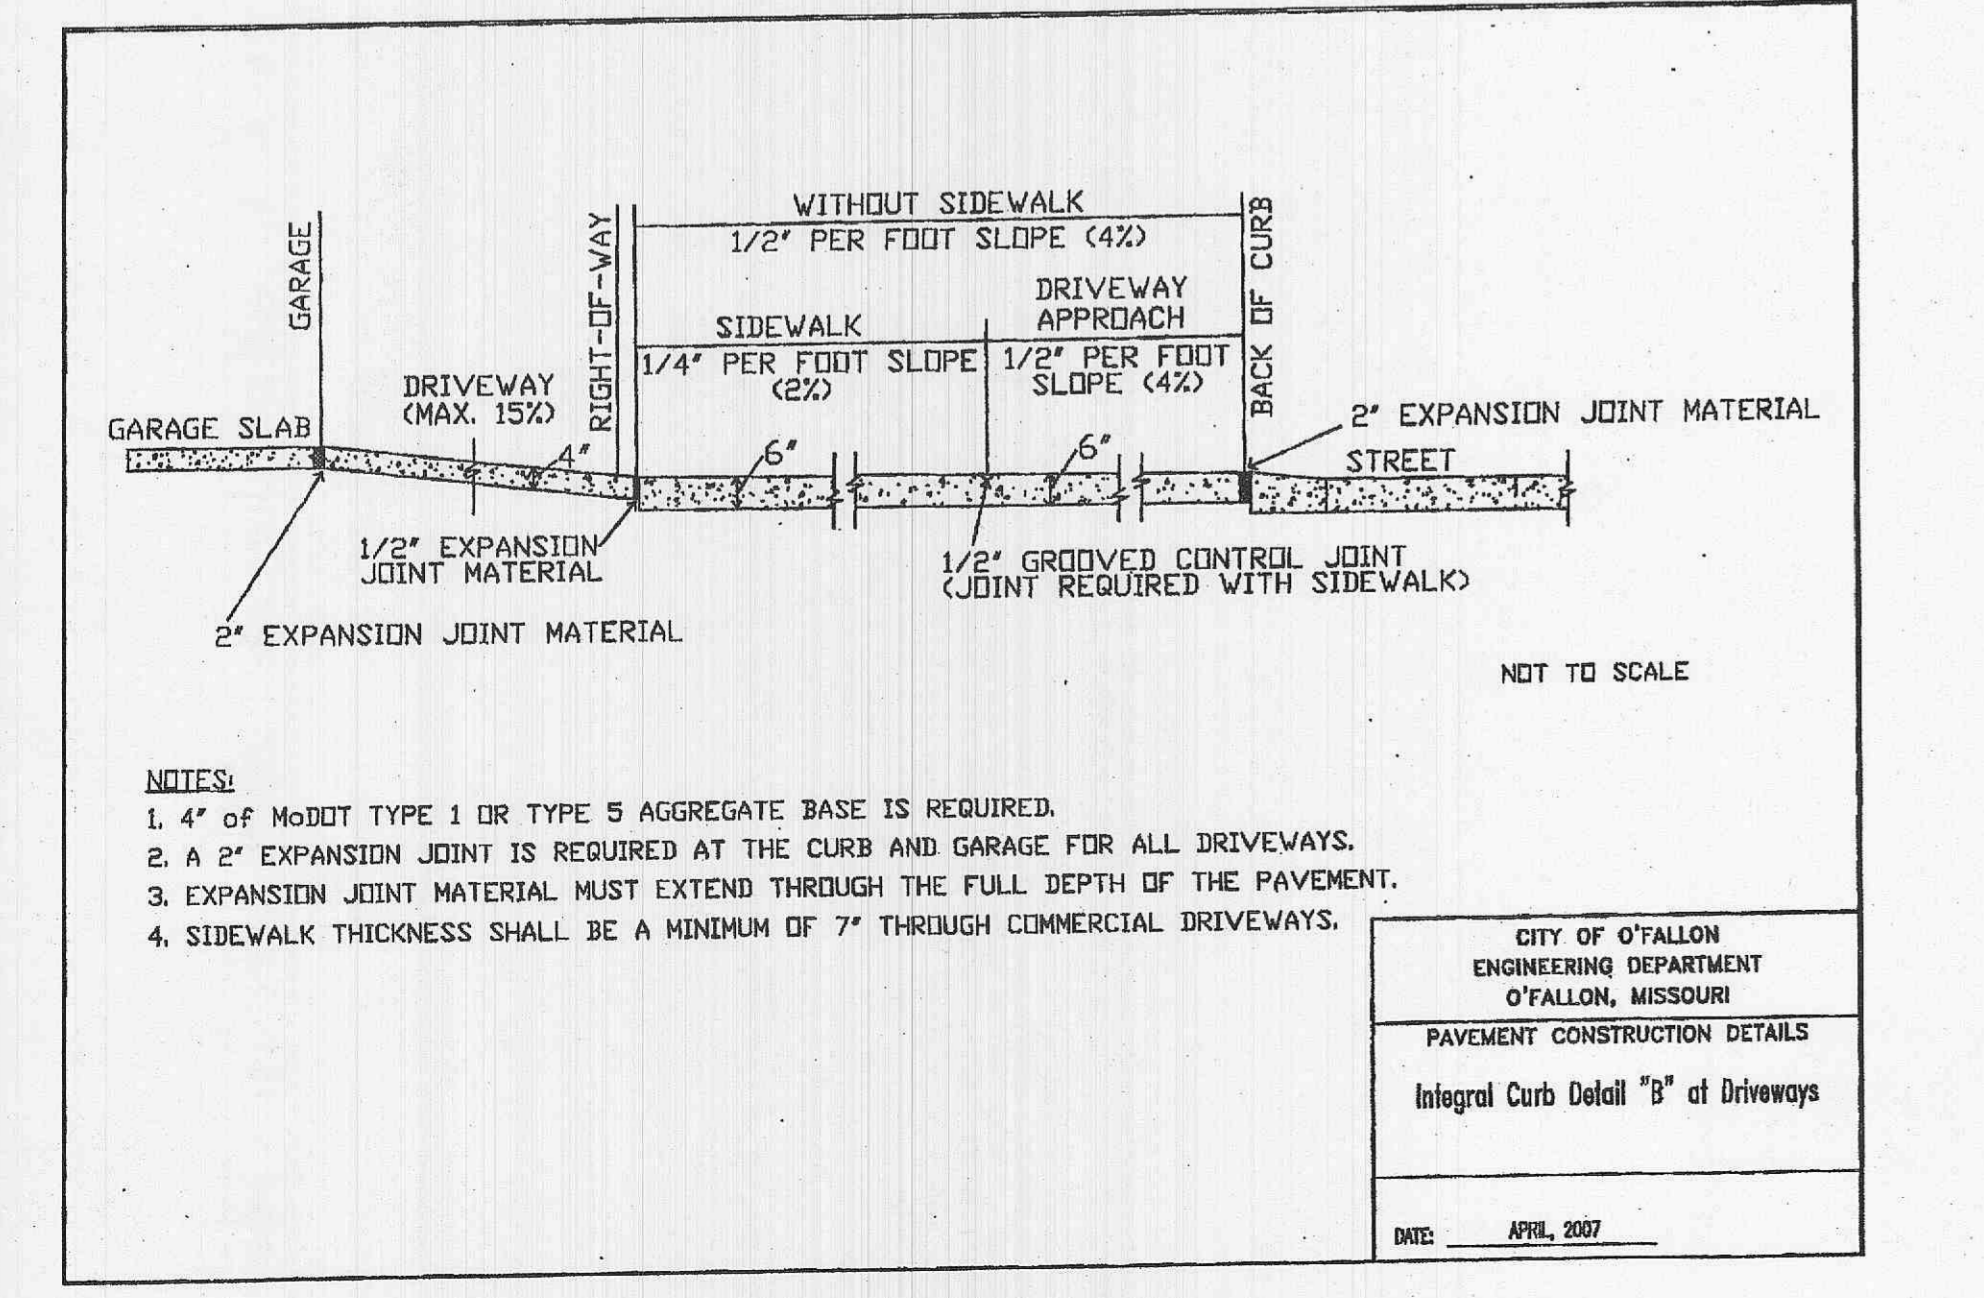 WITHOUT SIDEWALK
1/2" PER FOOT SLOPE (4%)
GARAGE
RIGHT-OF-WAY
BACK OF CURB
DRIVEWAY
APPROACH
SIDEWALK
1/4" PER FOOT SLOPE
(2%)
1/2" PER FOOT
SLOPE (4%)
DRIVEWAY
(MAX. 15%)
GARAGE SLAB
2" EXPANSION JOINT MATERIAL
STREET
4"
6"
6"
1/2" EXPANSION
JOINT MATERIAL
1/2" GROOVED CONTROL JOINT
(JOINT REQUIRED WITH SIDEWALK)
2" EXPANSION JOINT MATERIAL
NOT TO SCALE
NOTES:
1. 4" of MoDOT TYPE 1 OR TYPE 5 AGGREGATE BASE IS REQUIRED.
2. A 2" EXPANSION JOINT IS REQUIRED AT THE CURB AND GARAGE FOR ALL DRIVEWAYS.
3. EXPANSION JOINT MATERIAL MUST EXTEND THROUGH THE FULL DEPTH OF THE PAVEMENT.
4. SIDEWALK THICKNESS SHALL BE A MINIMUM OF 7" THROUGH COMMERCIAL DRIVEWAYS.
CITY OF O'FALLON
ENGINEERING DEPARTMENT
O'FALLON, MISSOURI
PAVEMENT CONSTRUCTION DETAILS
Integral Curb Detail "B" at Driveways
DATE: APRIL, 2007